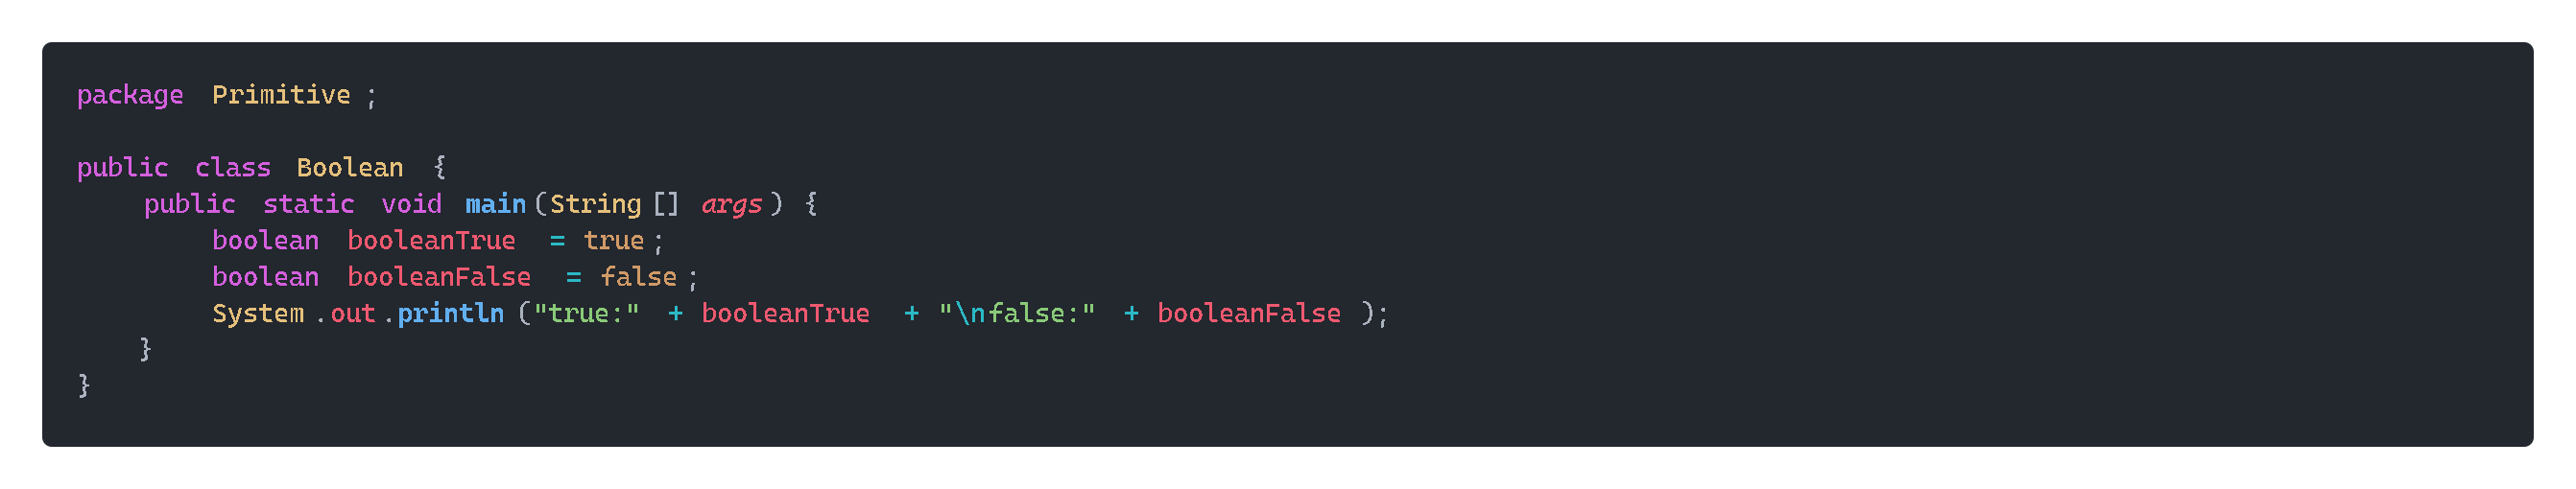 package Primitive;
public class Boolean {
public static void main(String[] args) {
boolean booleanTrue = true;
boolean booleanFalse = false;
System.out.println("true:" + booleanTrue + "\nfalse:" + booleanFalse);
}
}